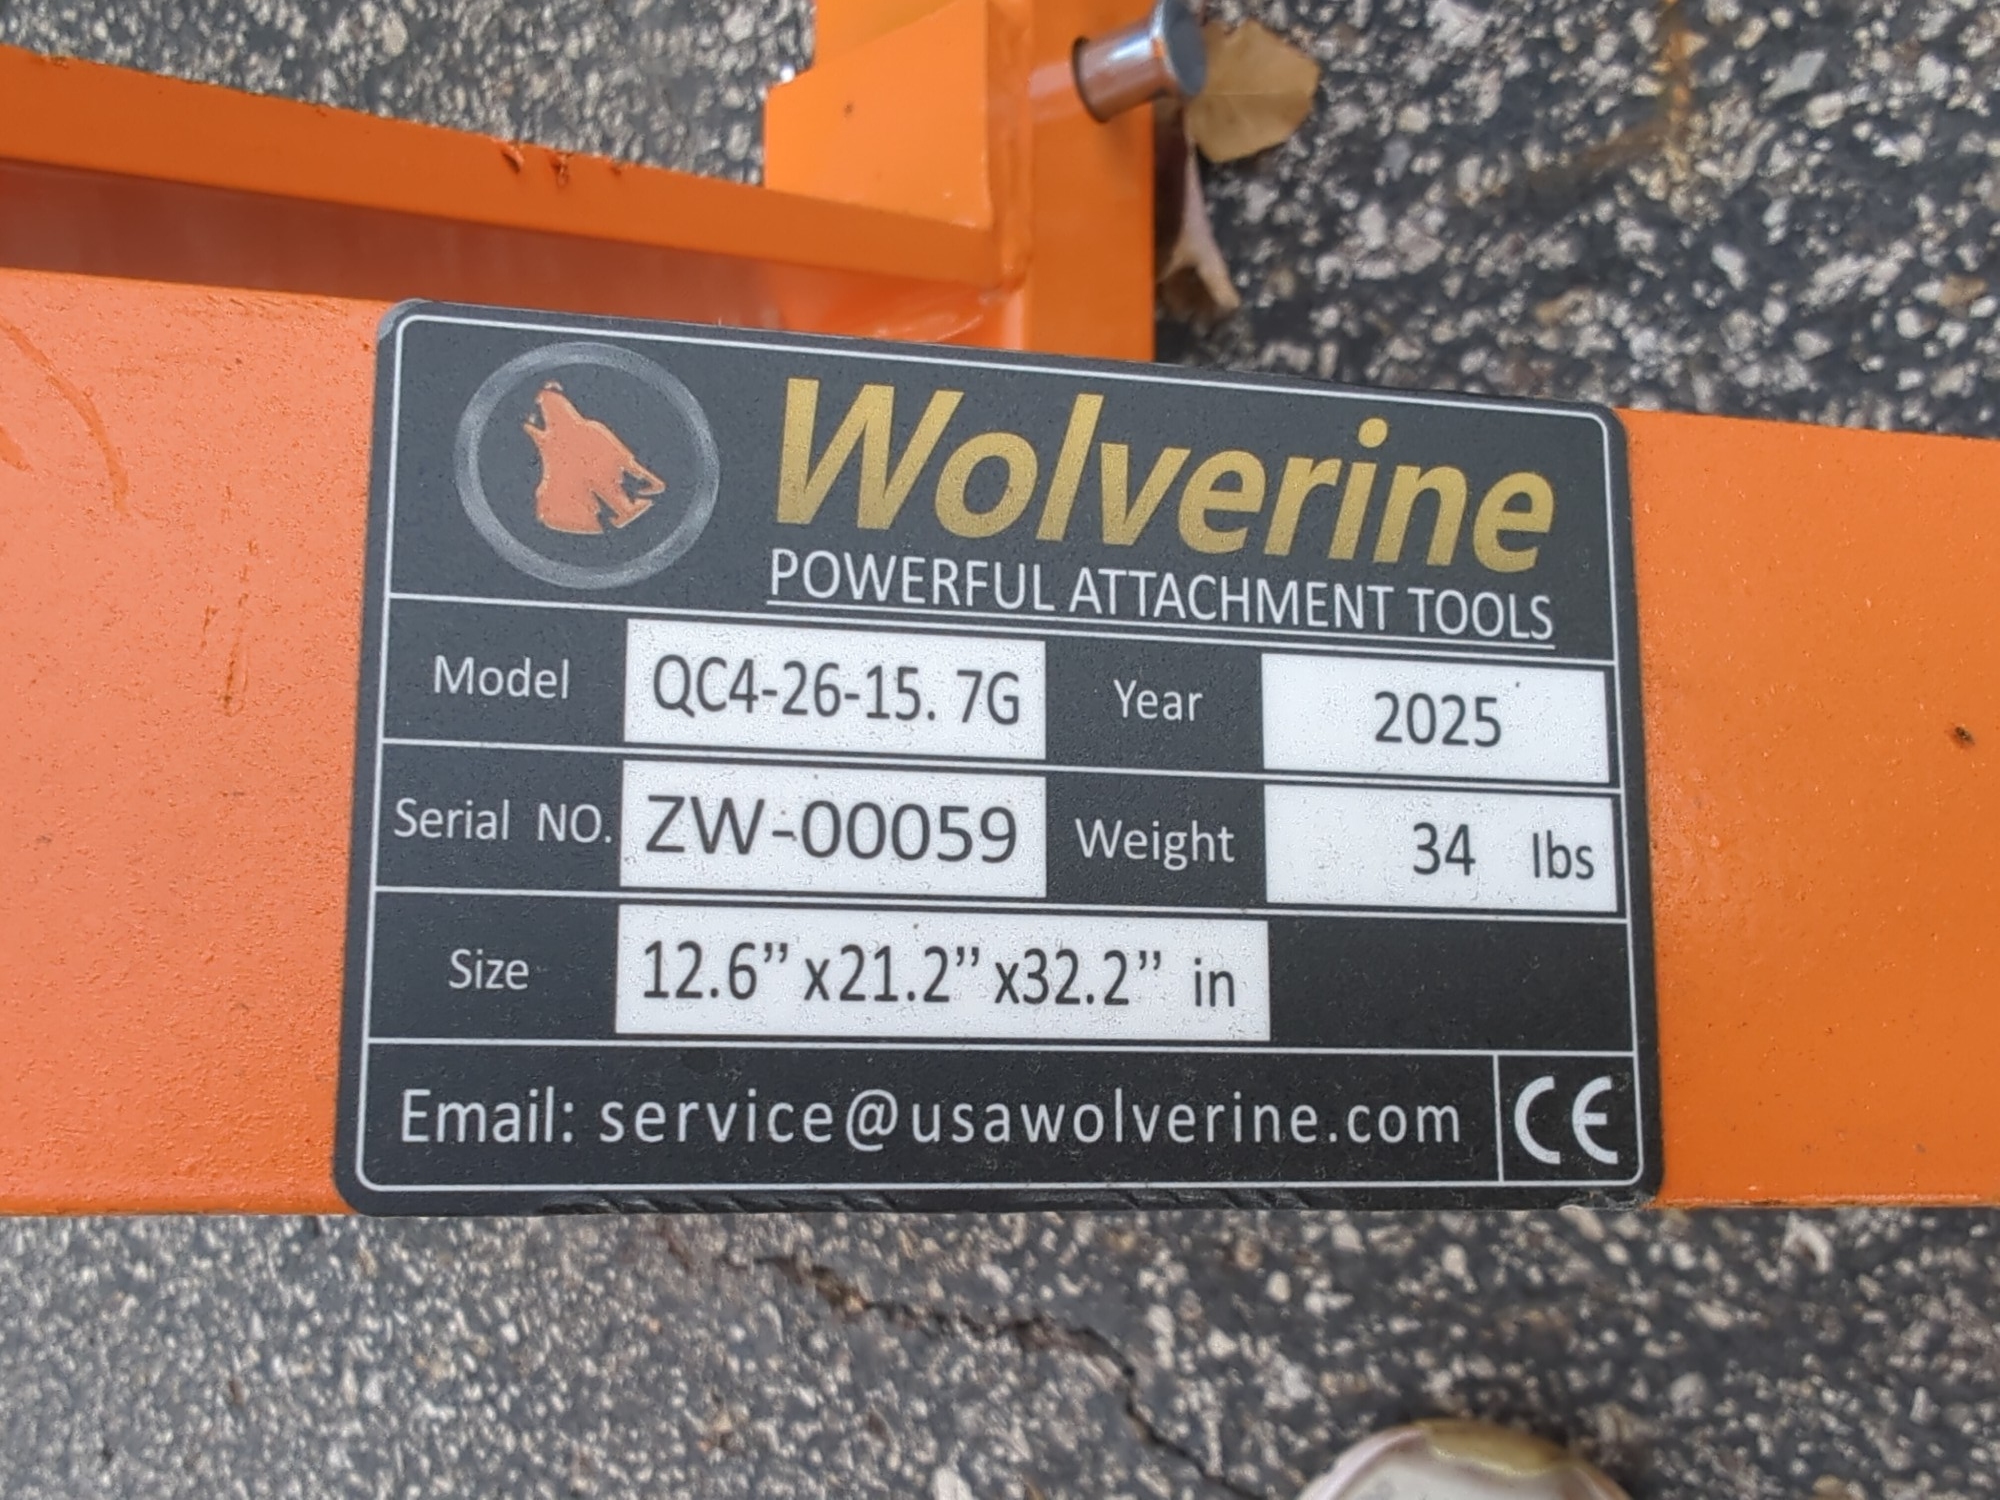 Wolverine
POWERFUL ATTACHMENT TOOLS
Model QC4-26-15. 7G Year 2025
Serial NO. ZW-00059 Weight 34 lbs
Size 12.6”x21.2”x32.2” in
Email: service@usawolverine.com CE